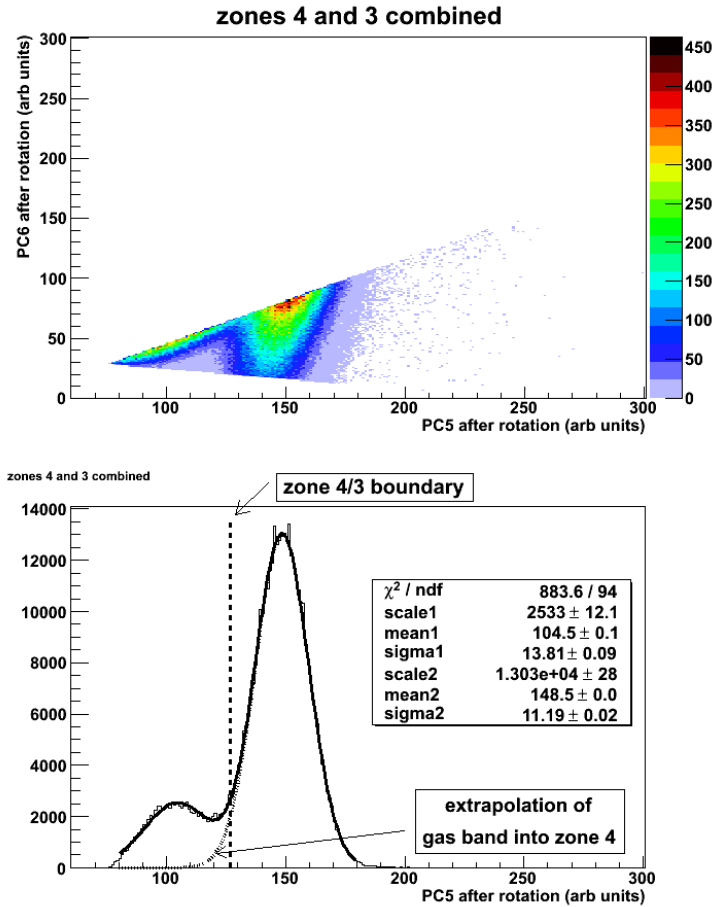 zones 4 and 3 combined
PC6 after rotation (arb units)
300
250
200
150
100
50
0
450
400
350
300
250
200
150
100
50
0
100 150 200 250 300
PC5 after rotation (arb units)
zones 4 and 3 combined
zone 4/3 boundary
14000
12000
10000
8000
6000
4000
2000
0
χ² / ndf 883.6 / 94
scale1 2533 ± 12.1
mean1 104.5 ± 0.1
sigma1 13.81 ± 0.09
scale2 1.303e+04 ± 28
mean2 148.5 ± 0.0
sigma2 11.19 ± 0.02
extrapolation of
gas band into zone 4
100 150 200 250 300
PC5 after rotation (arb units)